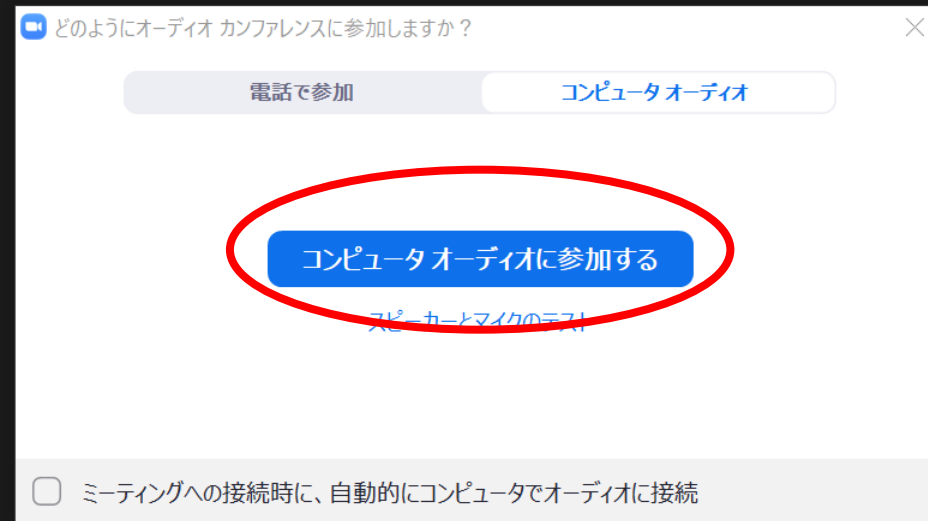 どのようにオーディオ カンファレンスに参加しますか？
電話で参加 コンピュータ オーディオ
コンピュータ オーディオに参加する
スピーカーとマイクのテスト
ミーティングへの接続時に、自動的にコンピュータでオーディオに接続